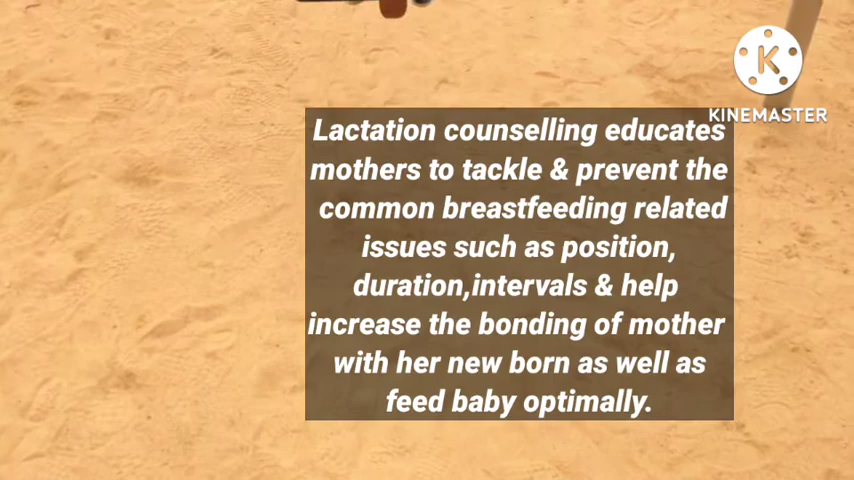 KINEMASTER
Lactation counselling educates
mothers to tackle & prevent the
common breastfeeding related
issues such as position,
duration,intervals & help
increase the bonding of mother
with her new born as well as
feed baby optimally.